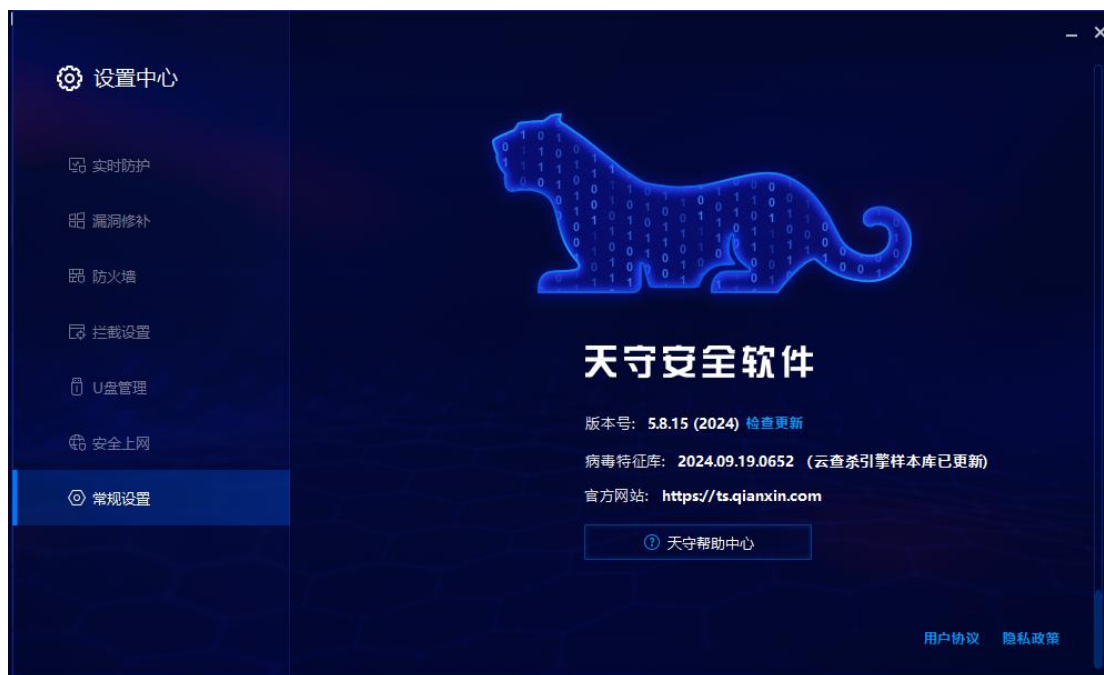 设置中心
实时防护
漏洞修补
防火墙
拦截设置
U盘管理
安全上网
常规设置
天守安全软件
版本号: 5.8.15 (2024) 检查更新
病毒特征库: 2024.09.19.0652 （云查杀引擎样本库已更新)
官方网站: https://ts.qianxin.com
天守帮助中心
用户协议 隐私政策